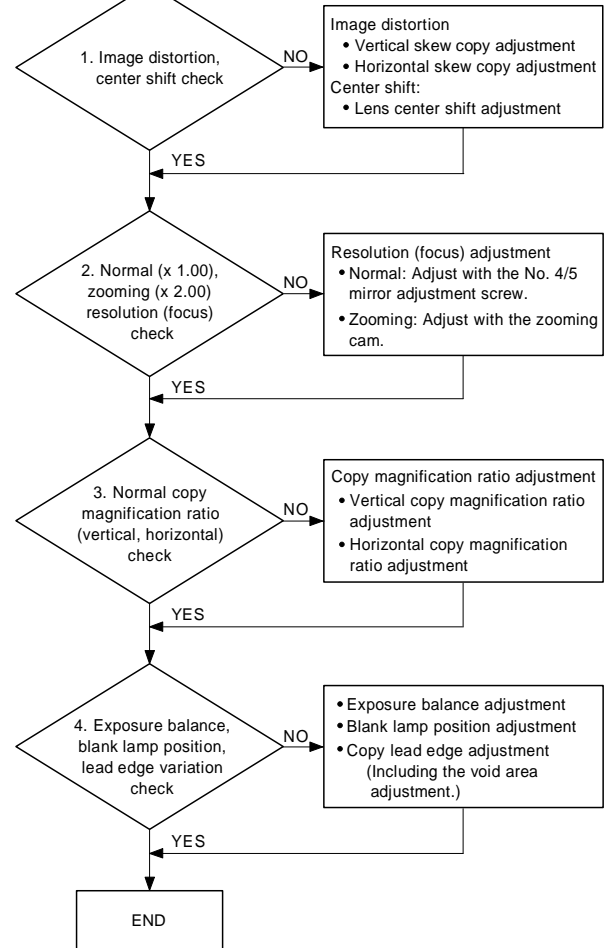 1. Image distortion,
center shift check
NO
Image distortion
• Vertical skew copy adjustment
• Horizontal skew copy adjustment
Center shift:
• Lens center shift adjustment
YES
2. Normal (x 1.00),
zooming (x 2.00)
resolution (focus)
check
NO
Resolution (focus) adjustment
• Normal: Adjust with the No. 4/5
mirror adjustment screw.
• Zooming: Adjust with the zooming
cam.
YES
3. Normal copy
magnification ratio
(vertical, horizontal)
check
NO
Copy magnification ratio adjustment
• Vertical copy magnification ratio
adjustment
• Horizontal copy magnification
ratio adjustment
YES
4. Exposure balance,
blank lamp position,
lead edge variation
check
NO
• Exposure balance adjustment
• Blank lamp position adjustment
• Copy lead edge adjustment
(Including the void area
adjustment.)
YES
END